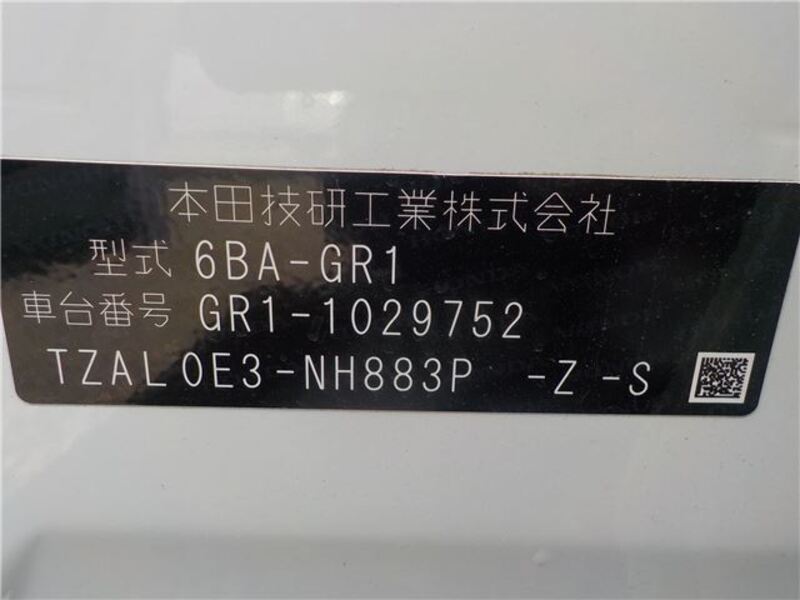 本田技研工業株式会社
型式 6BA-GR1
車台番号 GR1-1029752
TZAL0E3-NH883P -Z -S